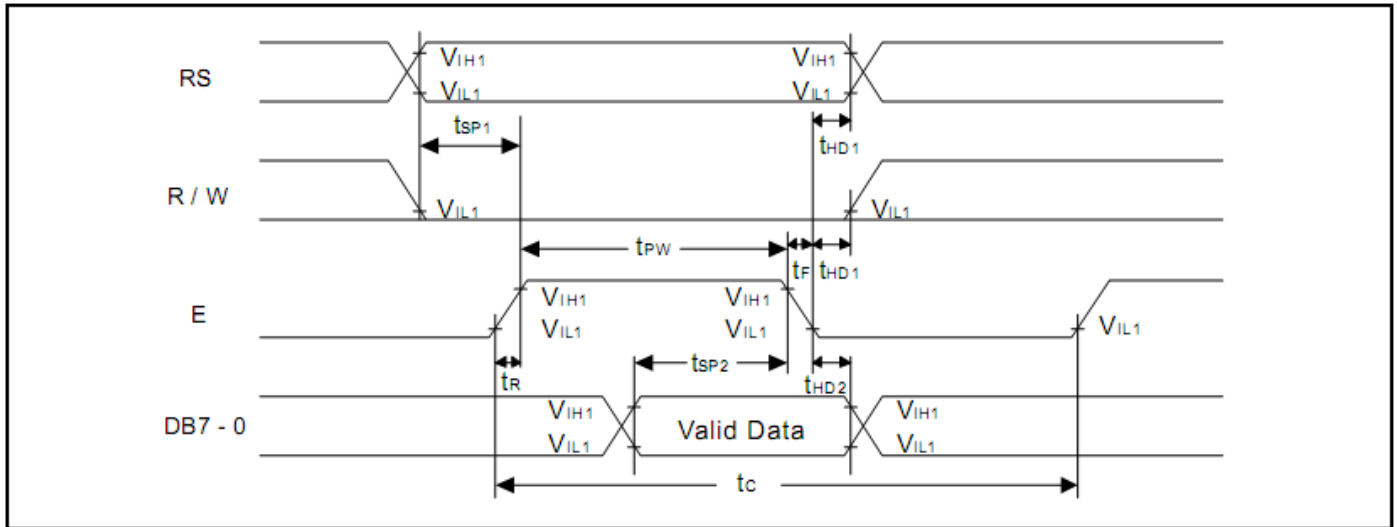 RS
VIH1 VIH1
VIL1 VIL1
tSP1
tHD1
R / W
VIL1 VIL1
tPW
tF tHD1
E
VIH1 VIH1
VIL1 VIL1 VIL1
tR
tSP2
tHD2
DB7 - 0
VIH1 VIH1
Valid Data
VIL1 VIL1
tC